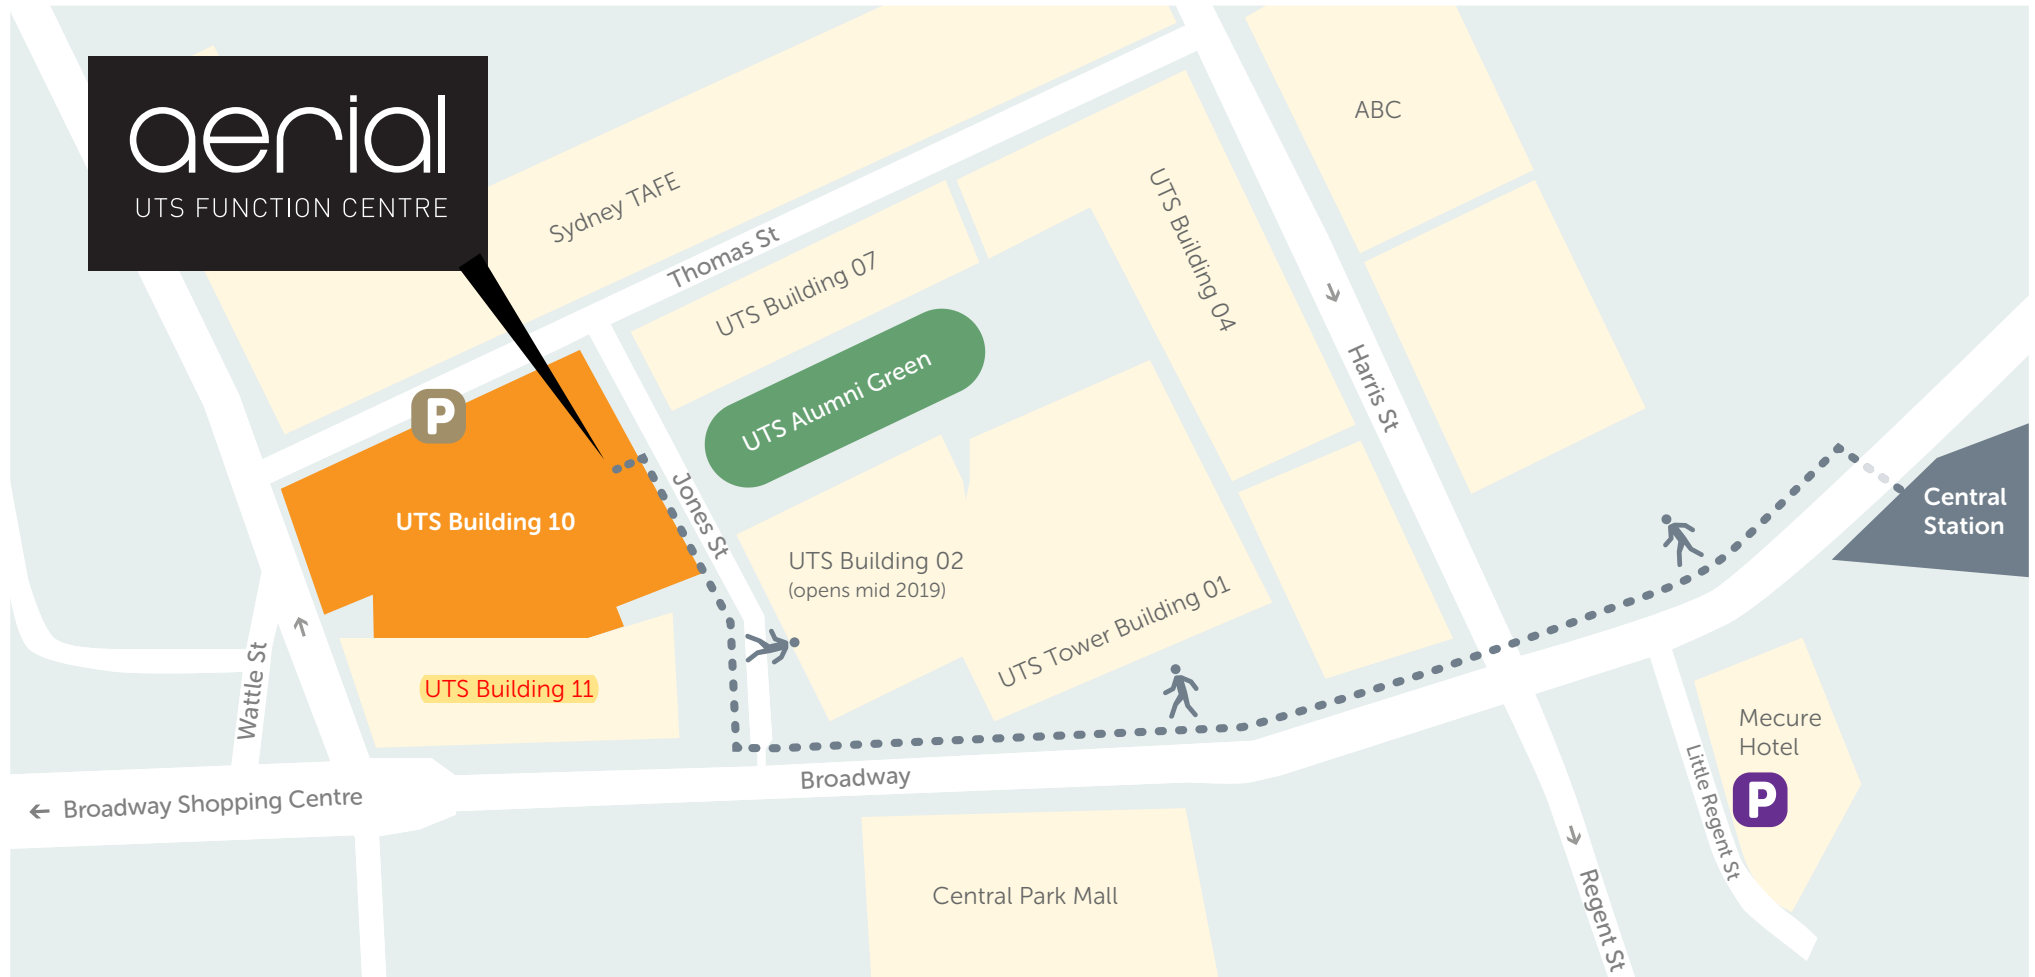 aerial
UTS FUNCTION CENTRE
ABC
Sydney TAFE
Thomas St
UTS Building 07
UTS Building 04
UTS Alumni Green
Harris St
P
UTS Building 10
Jones St
Central
Station
UTS Building 02
(opens mid 2019)
UTS Tower Building 01
Wattle St
UTS Building 11
Mecure
Hotel
P
Little Regent St
Broadway
← Broadway Shopping Centre
Central Park Mall
Regent St